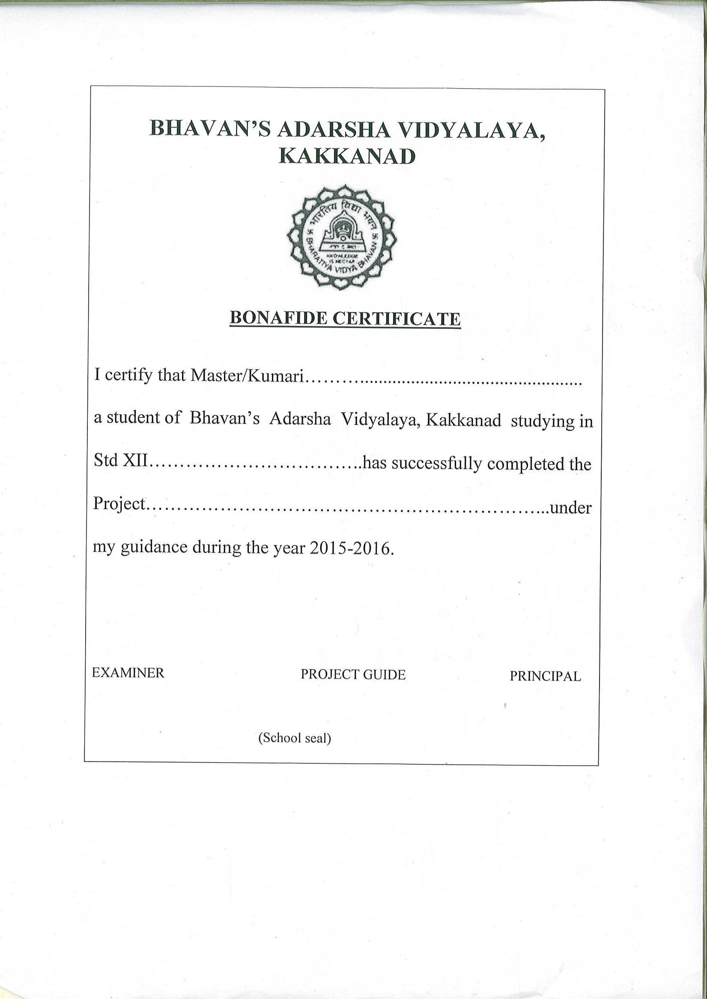 BHAVAN'S ADARSHA VIDYALAYA,
KAKKANAD
भारतिय विद्या भवन
BHARATIYA VIDYA BHAVAN
KNOWLEDGE
IS NECTAR
BONAFIDE CERTIFICATE
I certify that Master/Kumari..............................................................
a student of Bhavan's Adarsha Vidyalaya, Kakkanad studying in
Std XII.......................................has successfully completed the
Project..........................................................................under
my guidance during the year 2015-2016.
EXAMINER PROJECT GUIDE PRINCIPAL
(School seal)